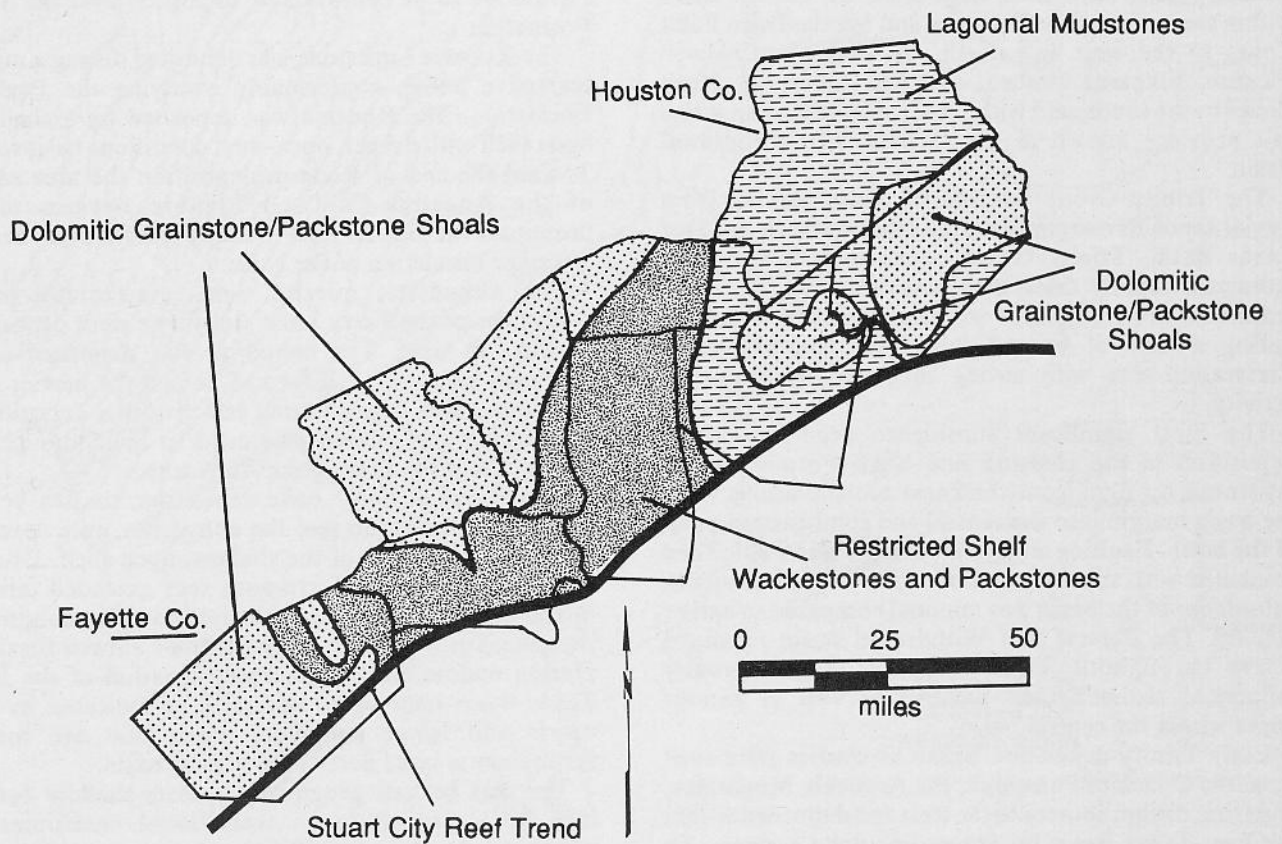 Lagoonal Mudstones
Houston Co.
Dolomitic Grainstone/Packstone Shoals
Dolomitic
Grainstone/Packstone
Shoals
Restricted Shelf
Wackestones and Packstones
Fayette Co.
0 25 50
miles
Stuart City Reef Trend